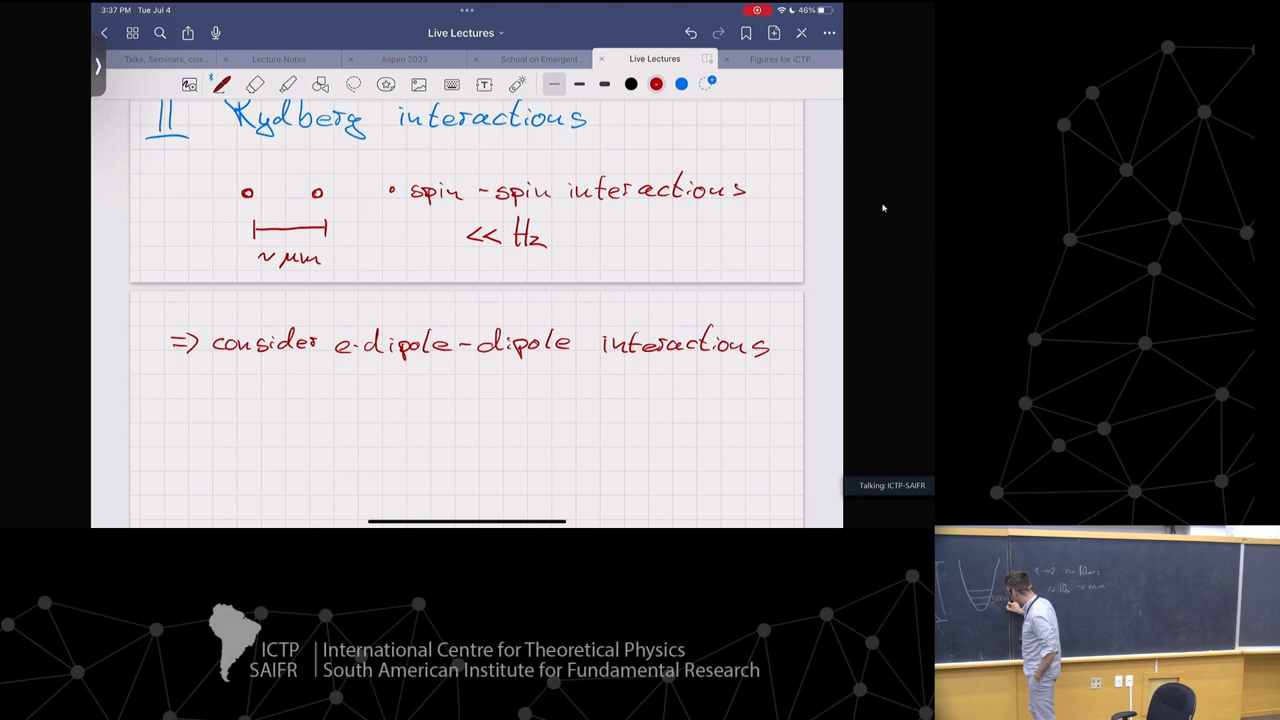 3:37 PM Tue Jul 4
46%
Live Lectures
Talks, Seminars, con...
Lecture Notes
Aspen 2023
School on Emergent...
Live Lectures
Figures for ICTP
II Rydberg interactions
• spin - spin interactions
<< Hz
~ μm
=> consider e-dipole - dipole interactions
Talking: ICTP-SAIFR
ICTP
SAIFR
International Centre for Theoretical Physics
South American Institute for Fundamental Research